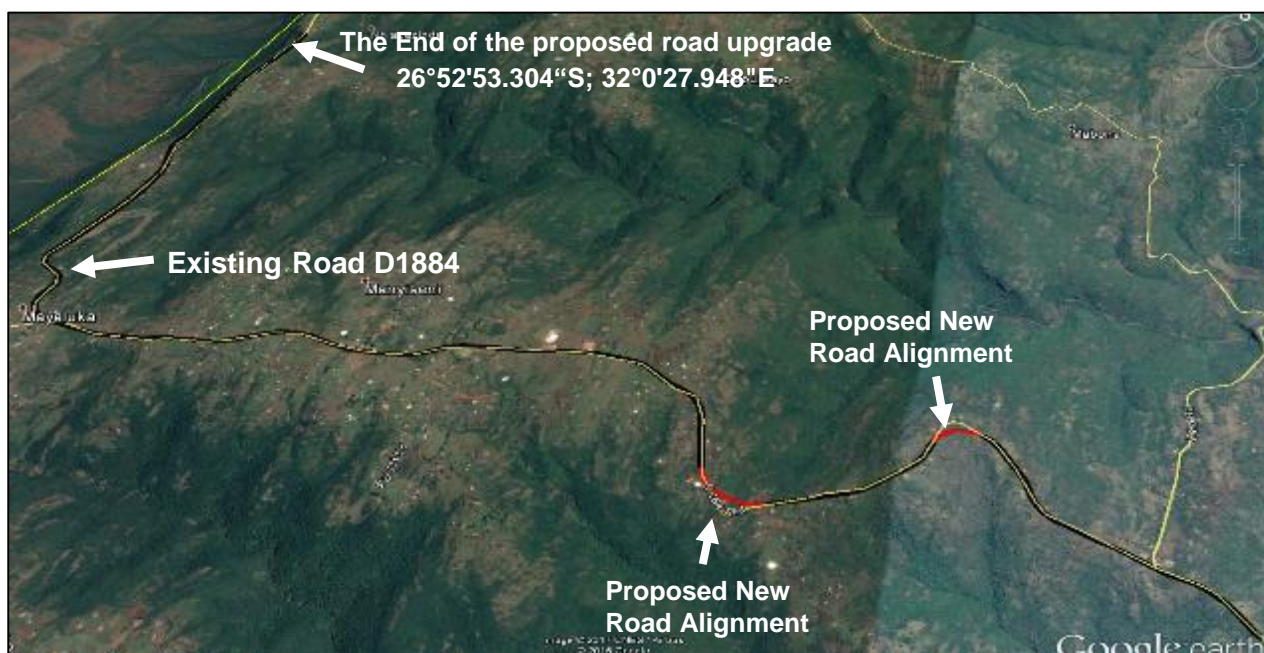 The End of the proposed road upgrade
26°52'53.304“S; 32°0'27.948"E
Existing Road D1884
Proposed New
Road Alignment
Proposed New
Road Alignment
Google earth